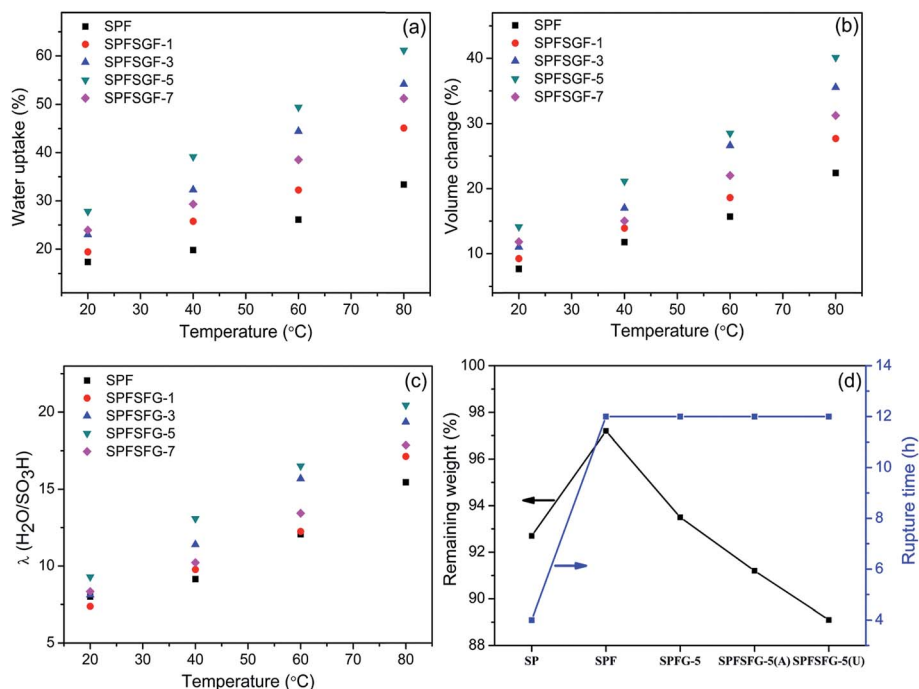 (a)
SPF
SPFSGF-1
SPFSGF-3
SPFSGF-5
SPFSGF-7
Water uptake (%)
60
50
40
30
20
20 30 40 50 60 70 80
Temperature (°C)
(b)
SPF
SPFSGF-1
SPFSGF-3
SPFSGF-5
SPFSGF-7
Volume change (%)
40
30
20
10
20 30 40 50 60 70 80
Temperature (°C)
(c)
SPF
SPFSFG-1
SPFSFG-3
SPFSFG-5
SPFSFG-7
λ (H₂O/SO₃H)
20
15
10
5
20 30 40 50 60 70 80
Temperature (°C)
(d)
Remaining weight (%)
100
98
96
94
92
90
88
SP SPF SPFG-5 SPFSFG-5(A) SPFSFG-5(U)
14
12
10
8
6
4
Rupture time (h)